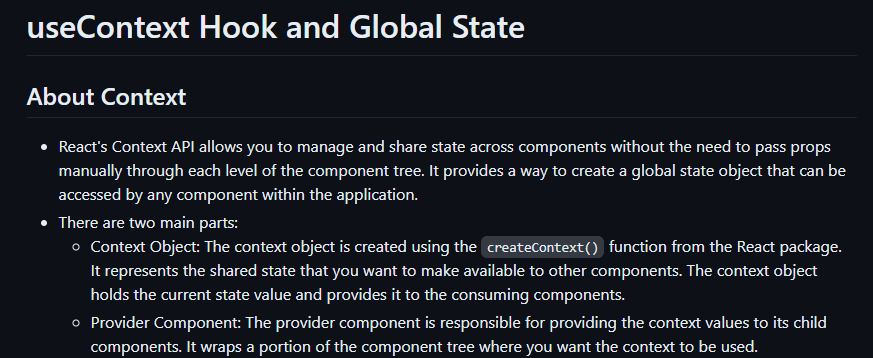 useContext Hook and Global State
About Context
React's Context API allows you to manage and share state across components without the need to pass props
manually through each level of the component tree. It provides a way to create a global state object that can be
accessed by any component within the application.
There are two main parts:
Context Object: The context object is created using the createContext() function from the React package.
It represents the shared state that you want to make available to other components. The context object
holds the current state value and provides it to the consuming components.
Provider Component: The provider component is responsible for providing the context values to its child
components. It wraps a portion of the component tree where you want the context to be used.